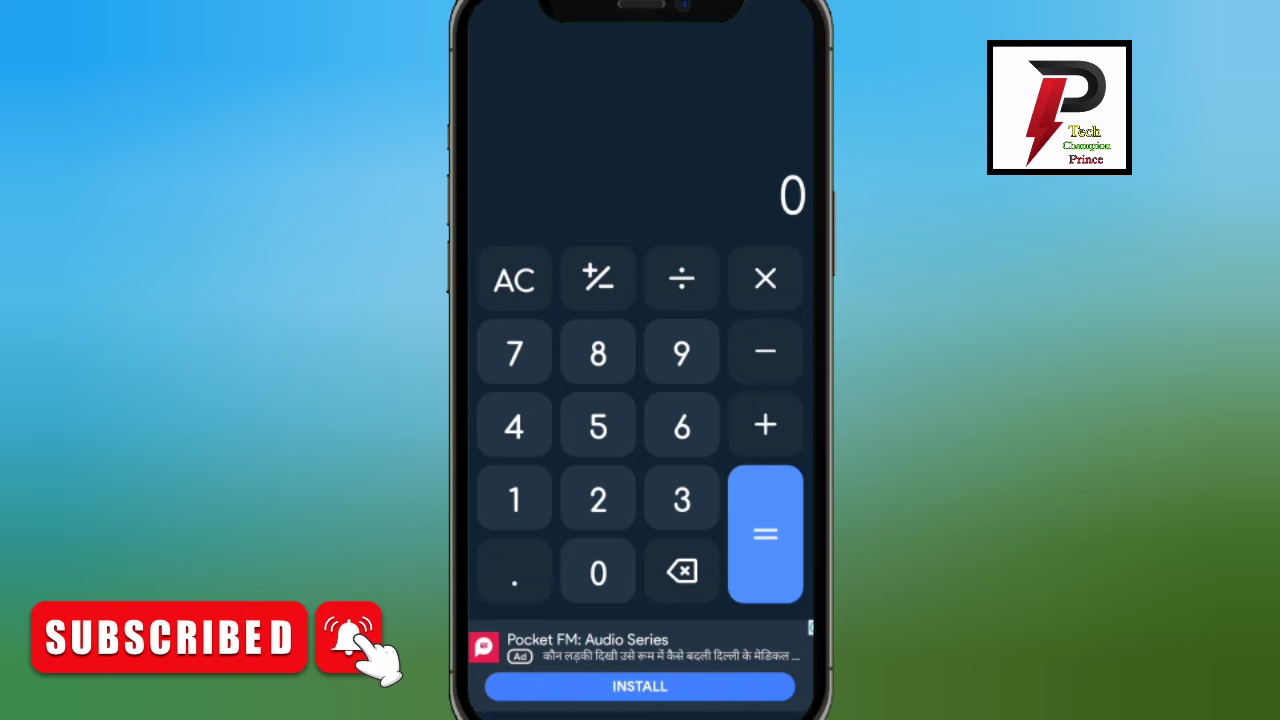 Tech
Champion
Prince
0
AC +/− ÷ ×
7 8 9 −
4 5 6 +
1 2 3
=
. 0
SUBSCRIBED
Pocket FM: Audio Series
Ad कौन लड़की दिखी उसे रूम में कैसे बदली दिल्ली के मेडिकल ...
INSTALL